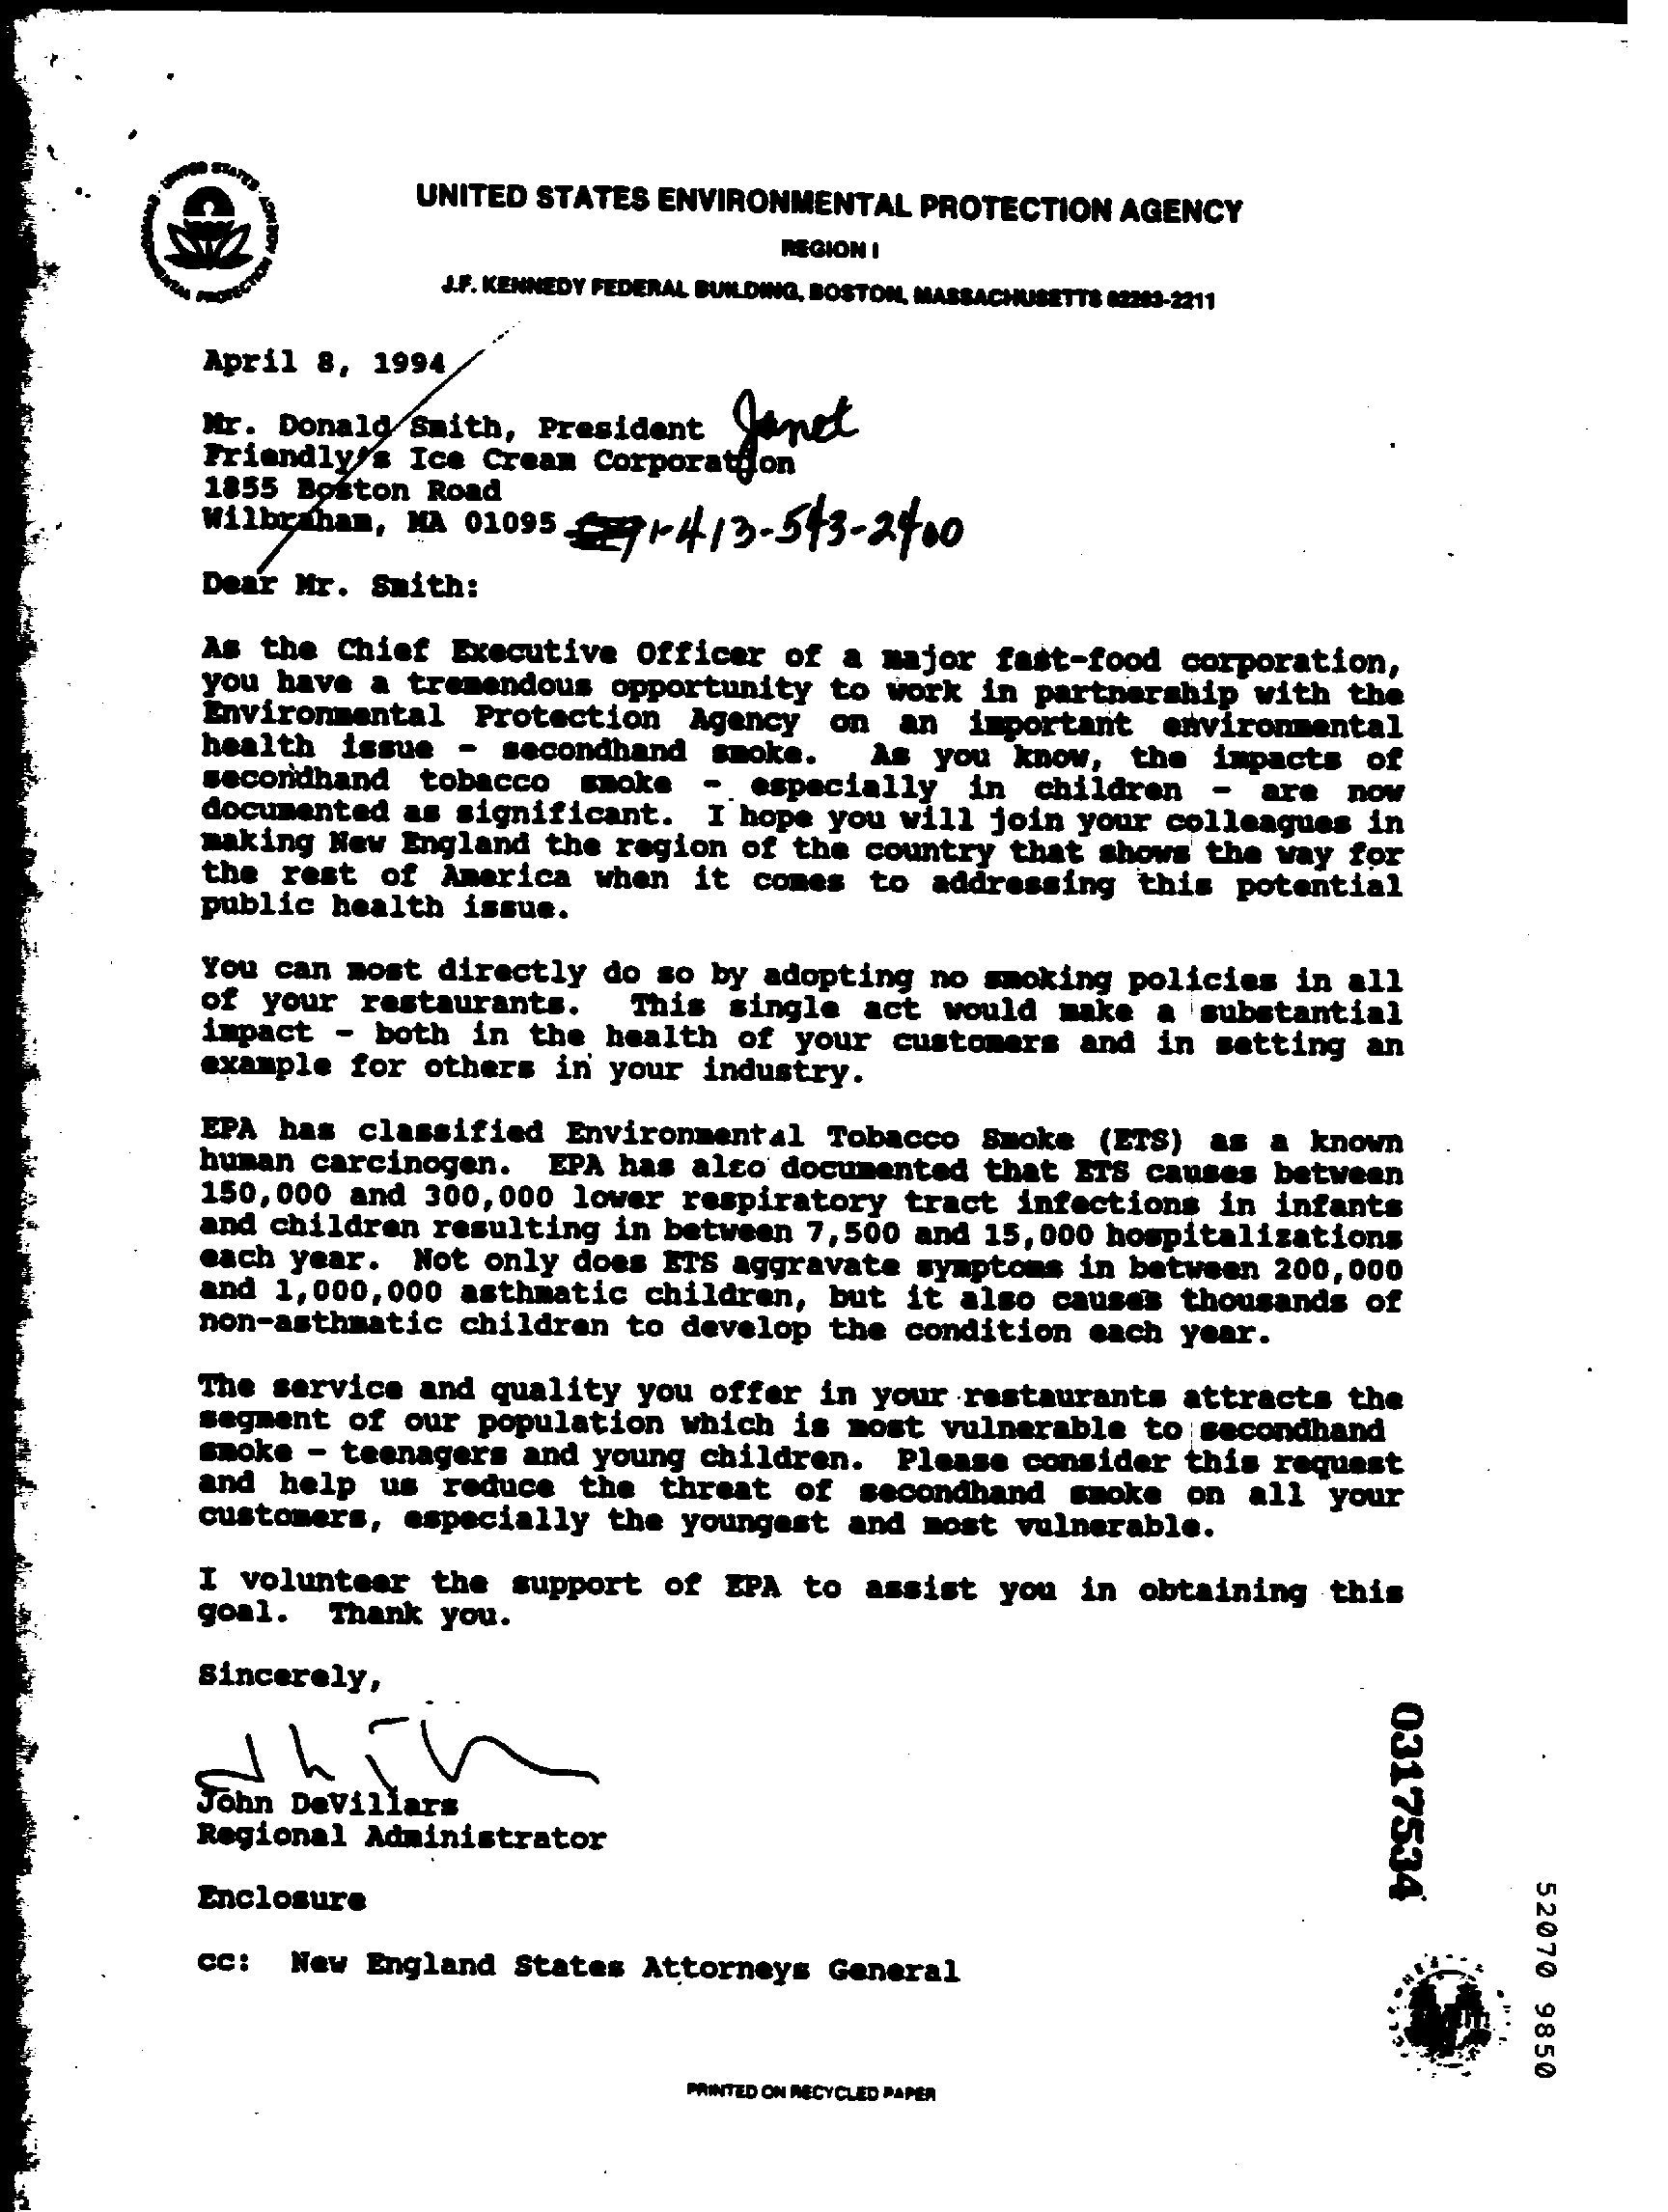 UNITED STATES ENVIRONMENTAL PROTECTION AGENCY
REGION I
J.F. KENNEDY FEDERAL BUILDING, BOSTON, MASSACHUSETTS 02203-2211
UNITED STATES ENVIRONMENTAL PROTECTION AGENCY
April 8, 1994
Mr. Donald Smith, President Janet
Friendly's Ice Cream Corporation
1855 Boston Road
Wilbraham, MA 01095 1-413-543-2400
Dear Mr. Smith:
As the Chief Executive Officer of a major fast-food corporation,
you have a tremendous opportunity to work in partnership with the
Environmental Protection Agency on an important environmental
health issue - secondhand smoke. As you know, the impacts of
secondhand tobacco smoke - especially in children - are now
documented as significant. I hope you will join your colleagues in
making New England the region of the country that shows the way for
the rest of America when it comes to addressing this potential
public health issue.
You can most directly do so by adopting no smoking policies in all
of your restaurants. This single act would make a substantial
impact - both in the health of your customers and in setting an
example for others in your industry.
EPA has classified Environmental Tobacco Smoke (ETS) as a known
human carcinogen. EPA has also documented that ETS causes between
150,000 and 300,000 lower respiratory tract infections in infants
and children resulting in between 7,500 and 15,000 hospitalizations
each year. Not only does ETS aggravate symptoms in between 200,000
and 1,000,000 asthmatic children, but it also causes thousands of
non-asthmatic children to develop the condition each year.
The service and quality you offer in your restaurants attracts the
segment of our population which is most vulnerable to secondhand
smoke - teenagers and young children. Please consider this request
and help us reduce the threat of secondhand smoke on all your
customers, especially the youngest and most vulnerable.
I volunteer the support of EPA to assist you in obtaining this
goal. Thank you.
Sincerely,
John DeVillars
Regional Administrator
Enclosure
cc: New England States Attorneys General
0317534
52070 9850
PRINTED ON RECYCLED PAPER